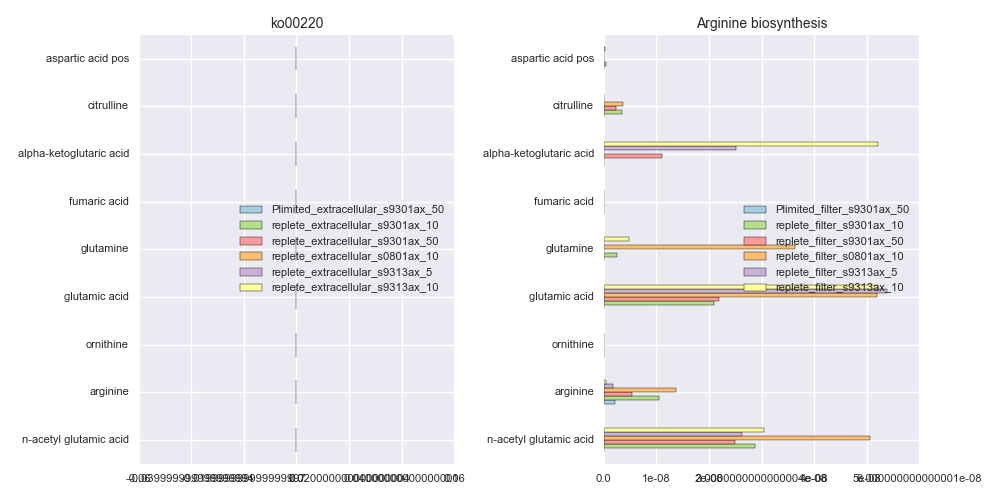 ko00220
Arginine biosynthesis
aspartic acid pos
citrulline
alpha-ketoglutaric acid
fumaric acid
glutamine
glutamic acid
ornithine
arginine
n-acetyl glutamic acid
Plimited_extracellular_s9301ax_50
replete_extracellular_s9301ax_10
replete_extracellular_s9301ax_50
replete_extracellular_s0801ax_10
replete_extracellular_s9313ax_5
replete_extracellular_s9313ax_10
aspartic acid pos
citrulline
alpha-ketoglutaric acid
fumaric acid
glutamine
glutamic acid
ornithine
arginine
n-acetyl glutamic acid
Plimited_filter_s9301ax_50
replete_filter_s9301ax_10
replete_filter_s9301ax_50
replete_filter_s0801ax_10
replete_filter_s9313ax_5
replete_filter_s9313ax_10
0.0
1e-08